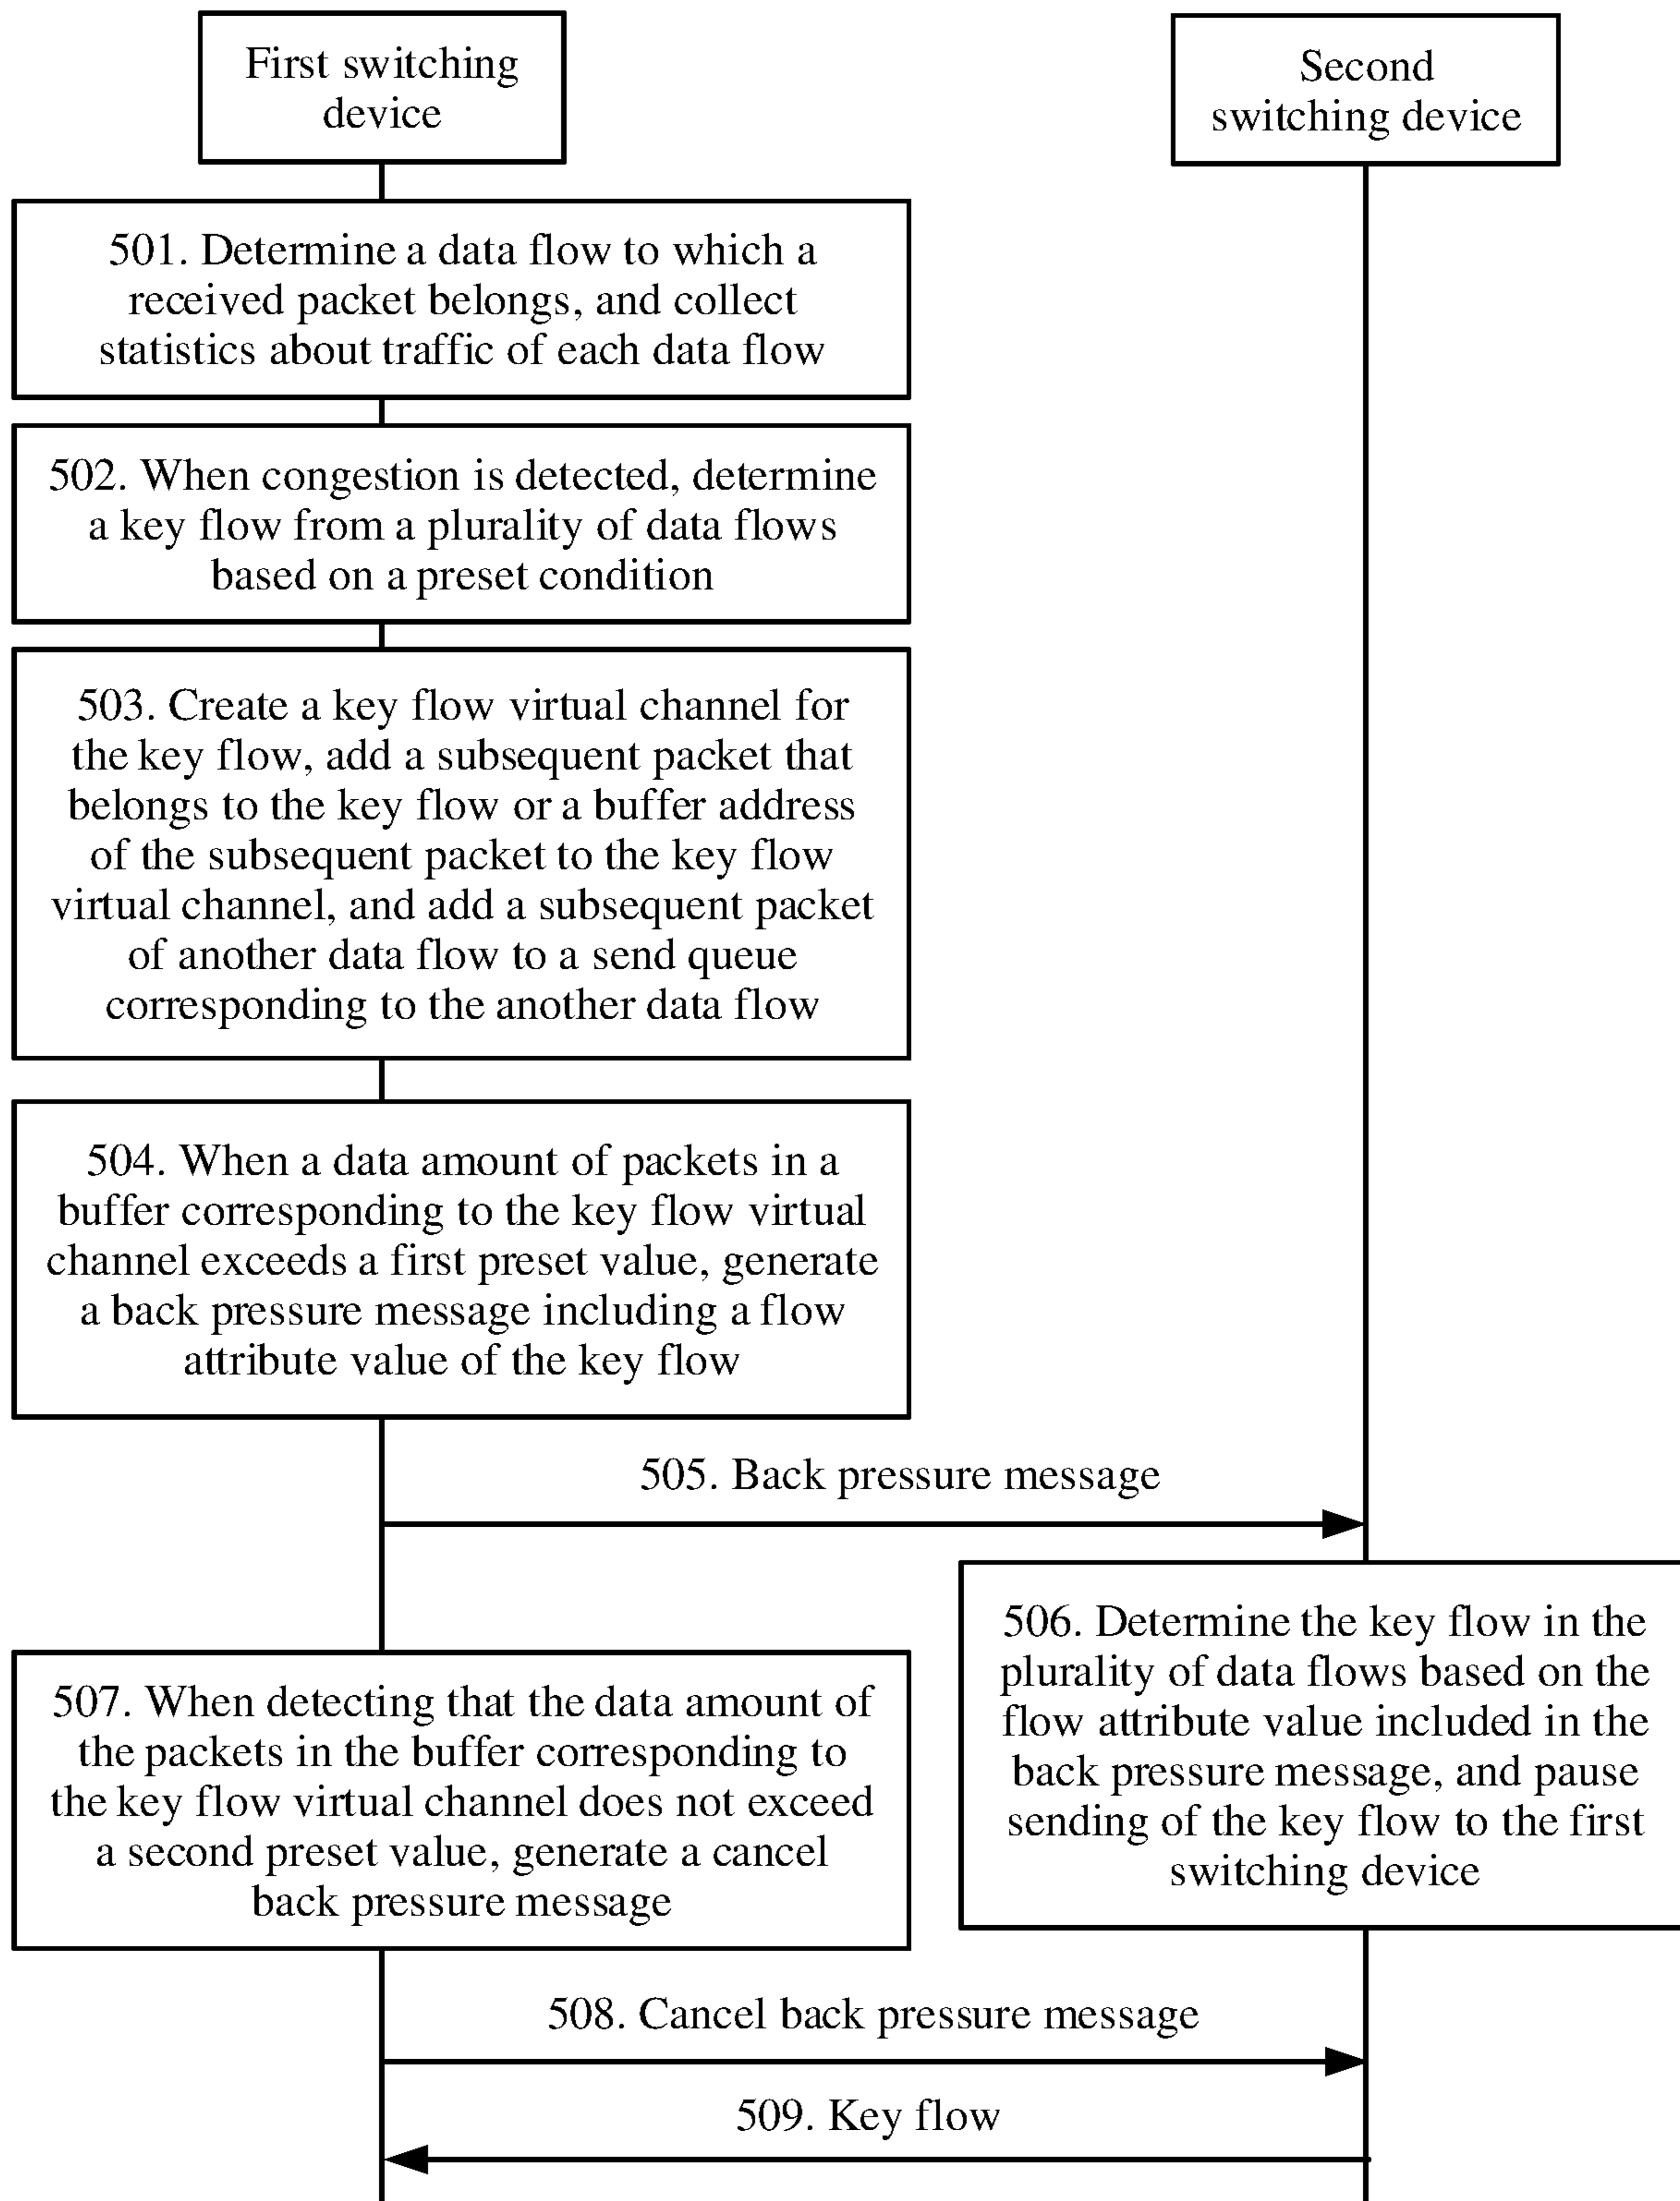 First switching
device
Second
switching device
501. Determine a data flow to which a
received packet belongs, and collect
statistics about traffic of each data flow
502. When congestion is detected, determine
a key flow from a plurality of data flows
based on a preset condition
503. Create a key flow virtual channel for
the key flow, add a subsequent packet that
belongs to the key flow or a buffer address
of the subsequent packet to the key flow
virtual channel, and add a subsequent packet
of another data flow to a send queue
corresponding to the another data flow
504. When a data amount of packets in a
buffer corresponding to the key flow virtual
channel exceeds a first preset value, generate
a back pressure message including a flow
attribute value of the key flow
505. Back pressure message
506. Determine the key flow in the
plurality of data flows based on the
flow attribute value included in the
back pressure message, and pause
sending of the key flow to the first
switching device
507. When detecting that the data amount of
the packets in the buffer corresponding to
the key flow virtual channel does not exceed
a second preset value, generate a cancel
back pressure message
508. Cancel back pressure message
509. Key flow